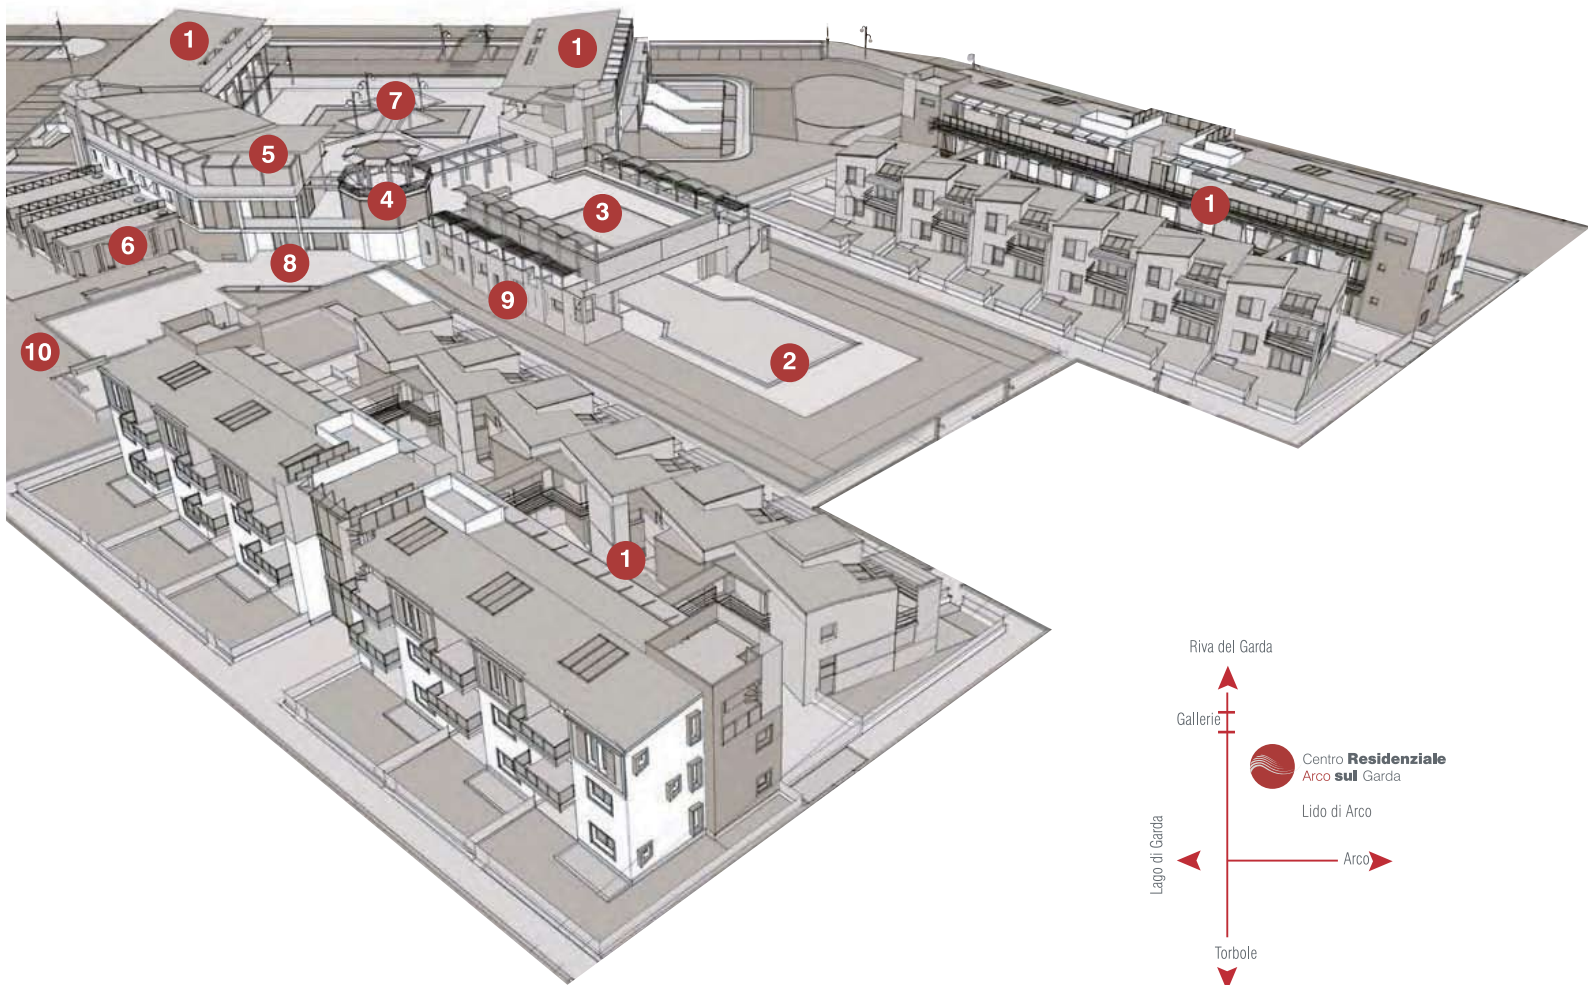 1
1
7
5
4
3
1
6
8
9
10
2
1
Riva del Garda
Gallerie
Centro Residenziale
Arco sul Garda
Lido di Arco
Lago di Garda
Arco
Torbole